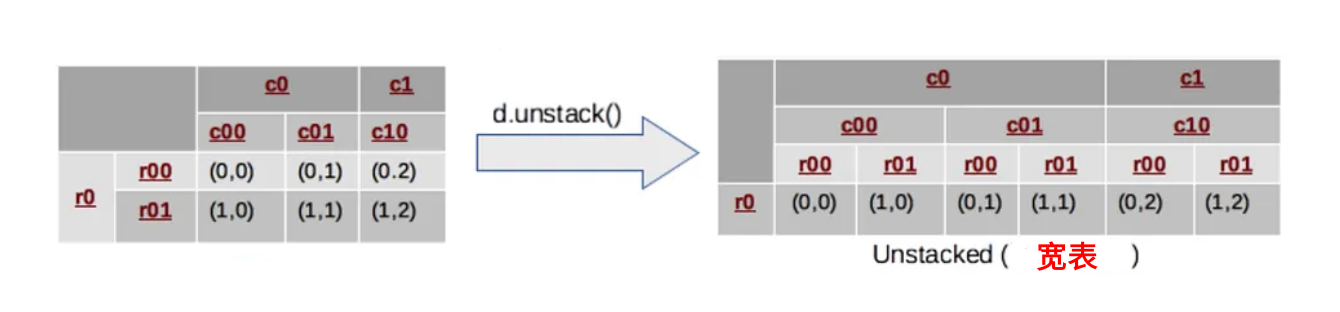 c0 c1
c00 c01 c10
r0 r00 (0,0) (0,1) (0.2)
r01 (1,0) (1,1) (1,2)
d.unstack()
c0 c1
c00 c01 c10
r00 r01 r00 r01 r00 r01
r0 (0,0) (1,0) (0,1) (1,1) (0,2) (1,2)
Unstacked ( 宽表 )